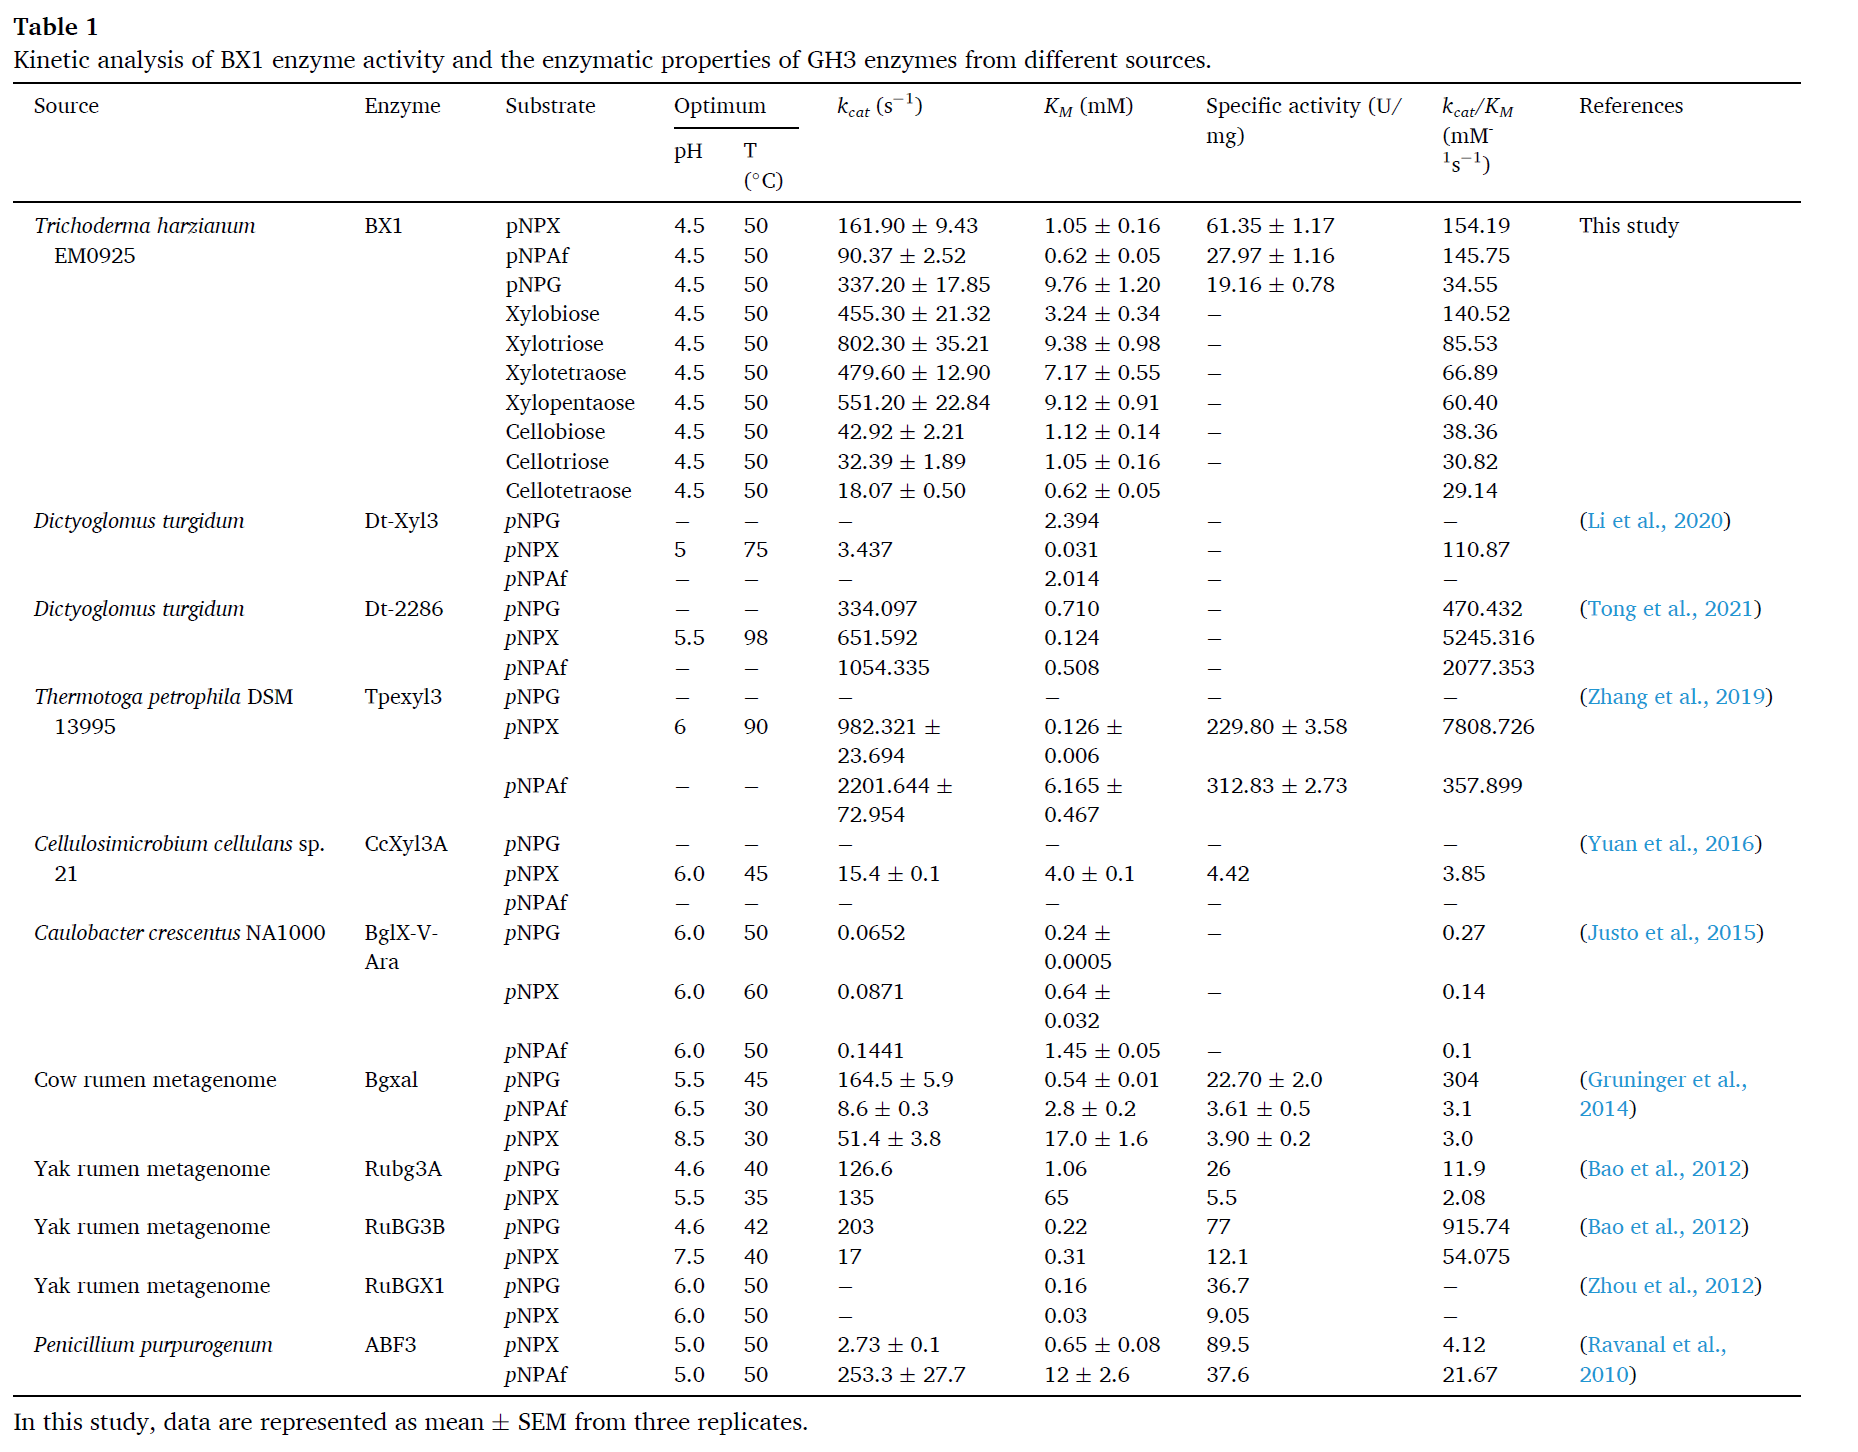 Table 1
Kinetic analysis of BX1 enzyme activity and the enzymatic properties of GH3 enzymes from different sources.
Source Enzyme Substrate Optimum kcat (s−1) KM (mM) Specific activity (U/mg) kcat/KM (mM-1s−1) References
pH T (°C)
Trichoderma harzianum EM0925 BX1 pNPX 4.5 50 161.90 ± 9.43 1.05 ± 0.16 61.35 ± 1.17 154.19 This study
pNPAf 4.5 50 90.37 ± 2.52 0.62 ± 0.05 27.97 ± 1.16 145.75
pNPG 4.5 50 337.20 ± 17.85 9.76 ± 1.20 19.16 ± 0.78 34.55
Xylobiose 4.5 50 455.30 ± 21.32 3.24 ± 0.34 – 140.52
Xylotriose 4.5 50 802.30 ± 35.21 9.38 ± 0.98 – 85.53
Xylotetraose 4.5 50 479.60 ± 12.90 7.17 ± 0.55 – 66.89
Xylopentaose 4.5 50 551.20 ± 22.84 9.12 ± 0.91 – 60.40
Cellobiose 4.5 50 42.92 ± 2.21 1.12 ± 0.14 – 38.36
Cellotriose 4.5 50 32.39 ± 1.89 1.05 ± 0.16 – 30.82
Cellotetraose 4.5 50 18.07 ± 0.50 0.62 ± 0.05 29.14
Dictyoglomus turgidum Dt-Xyl3 pNPG – – – 2.394 – – (Li et al., 2020)
pNPX 5 75 3.437 0.031 – 110.87
pNPAf – – – 2.014 – –
Dictyoglomus turgidum Dt-2286 pNPG – – 334.097 0.710 – 470.432 (Tong et al., 2021)
pNPX 5.5 98 651.592 0.124 – 5245.316
pNPAf – – 1054.335 0.508 – 2077.353
Thermotoga petrophila DSM 13995 Tpexyl3 pNPG – – – – – – (Zhang et al., 2019)
pNPX 6 90 982.321 ± 23.694 0.126 ± 0.006 229.80 ± 3.58 7808.726
pNPAf – – 2201.644 ± 72.954 6.165 ± 0.467 312.83 ± 2.73 357.899
Cellulosimicrobium cellulans sp. 21 CcXyl3A pNPG – – – – – – (Yuan et al., 2016)
pNPX 6.0 45 15.4 ± 0.1 4.0 ± 0.1 4.42 3.85
pNPAf – – – – – –
Caulobacter crescentus NA1000 BglX-V-Ara pNPG 6.0 50 0.0652 0.24 ± 0.0005 – 0.27 (Justo et al., 2015)
pNPX 6.0 60 0.0871 0.64 ± 0.032 – 0.14
pNPAf 6.0 50 0.1441 1.45 ± 0.05 – 0.1
Cow rumen metagenome Bgxal pNPG 5.5 45 164.5 ± 5.9 0.54 ± 0.01 22.70 ± 2.0 304 (Gruninger et al., 2014)
pNPAf 6.5 30 8.6 ± 0.3 2.8 ± 0.2 3.61 ± 0.5 3.1
pNPX 8.5 30 51.4 ± 3.8 17.0 ± 1.6 3.90 ± 0.2 3.0
Yak rumen metagenome Rubg3A pNPG 4.6 40 126.6 1.06 26 11.9 (Bao et al., 2012)
pNPX 5.5 35 135 65 5.5 2.08
Yak rumen metagenome RuBG3B pNPG 4.6 42 203 0.22 77 915.74 (Bao et al., 2012)
pNPX 7.5 40 17 0.31 12.1 54.075
Yak rumen metagenome RuBGX1 pNPG 6.0 50 – 0.16 36.7 – (Zhou et al., 2012)
pNPX 6.0 50 – 0.03 9.05 –
Penicillium purpurogenum ABF3 pNPX 5.0 50 2.73 ± 0.1 0.65 ± 0.08 89.5 4.12 (Ravanal et al., 2010)
pNPAf 5.0 50 253.3 ± 27.7 12 ± 2.6 37.6 21.67
In this study, data are represented as mean ± SEM from three replicates.